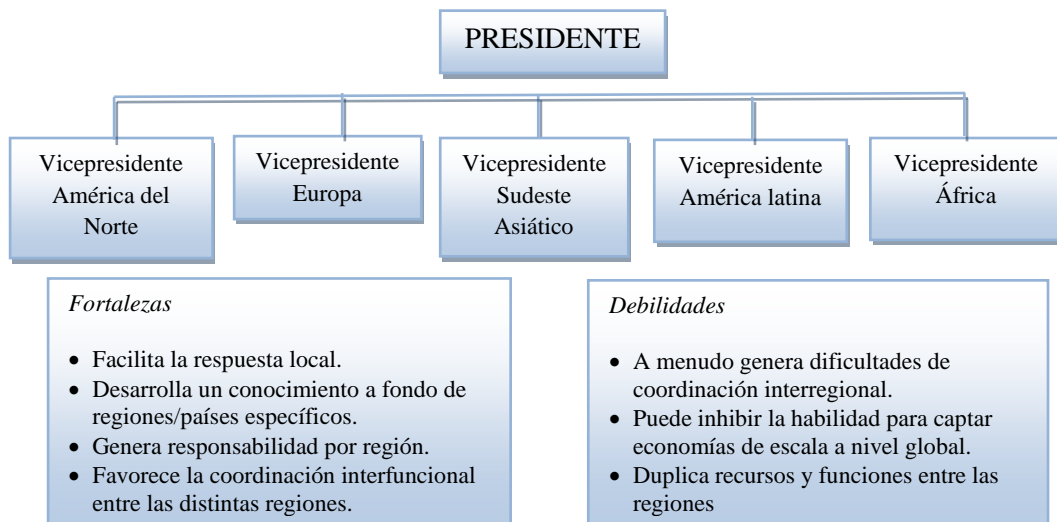 PRESIDENTE
Vicepresidente
América del
Norte
Vicepresidente
Europa
Vicepresidente
Sudeste
Asiático
Vicepresidente
América latina
Vicepresidente
África
Fortalezas
• Facilita la respuesta local.
• Desarrolla un conocimiento a fondo de
regiones/países específicos.
• Genera responsabilidad por región.
• Favorece la coordinación interfuncional
entre las distintas regiones.
Debilidades
• A menudo genera dificultades de
coordinación interregional.
• Puede inhibir la habilidad para captar
economías de escala a nivel global.
• Duplica recursos y funciones entre las
regiones